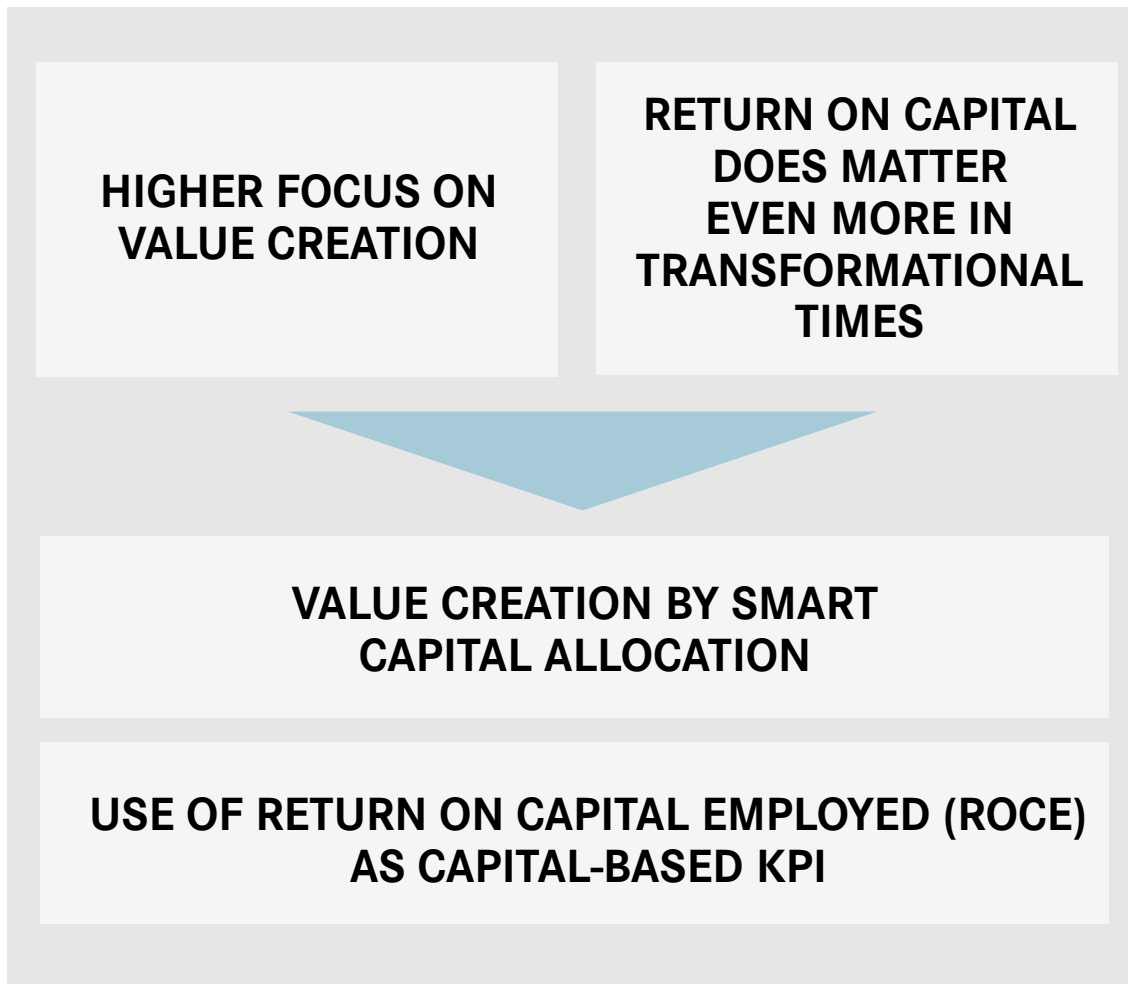 HIGHER FOCUS ON
VALUE CREATION
RETURN ON CAPITAL
DOES MATTER
EVEN MORE IN
TRANSFORMATIONAL
TIMES
VALUE CREATION BY SMART
CAPITAL ALLOCATION
USE OF RETURN ON CAPITAL EMPLOYED (ROCE)
AS CAPITAL-BASED KPI